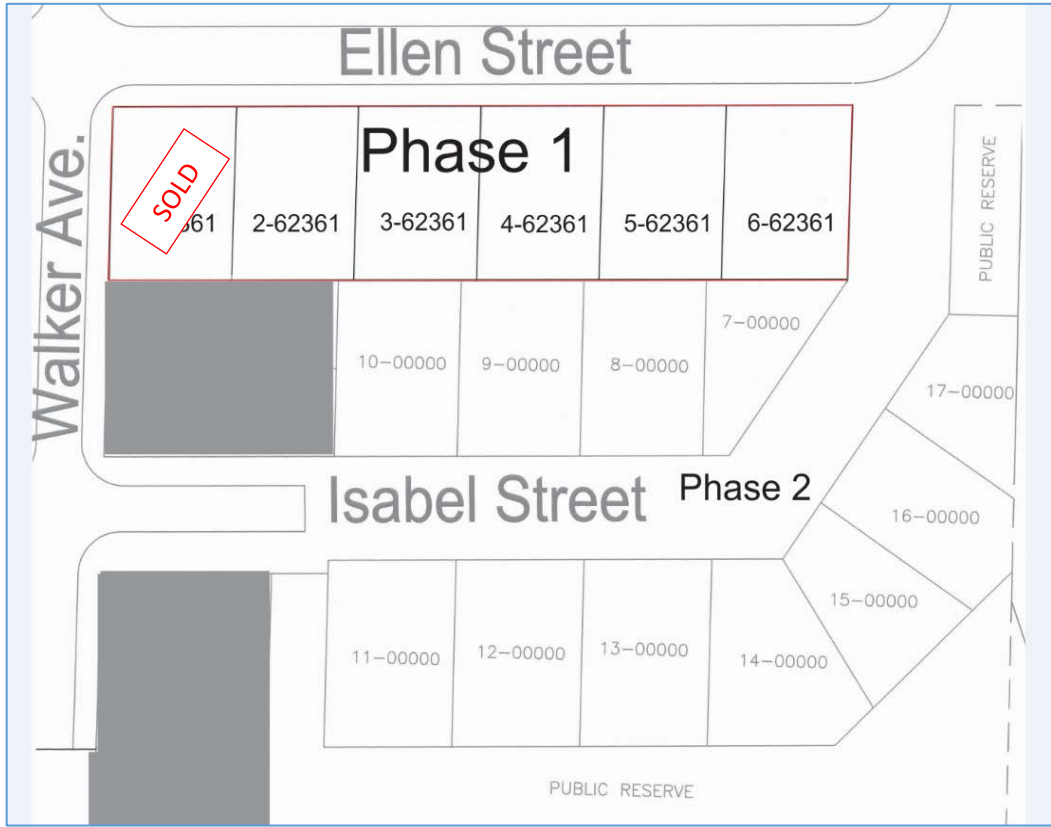 Ellen Street
Walker Ave.
Phase 1
SOLD
361
2-62361
3-62361
4-62361
5-62361
6-62361
PUBLIC RESERVE
7-00000
10-00000
9-00000
8-00000
17-00000
Isabel Street
Phase 2
16-00000
15-00000
11-00000
12-00000
13-00000
14-00000
PUBLIC RESERVE